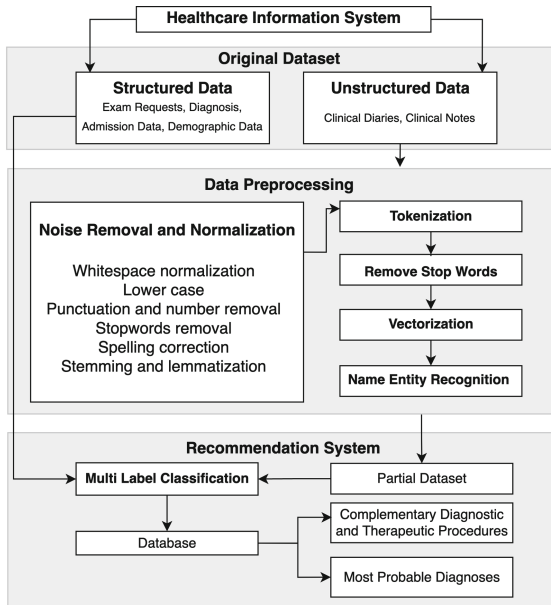 Healthcare Information System
Original Dataset
Structured Data
Exam Requests, Diagnosis,
Admission Data, Demographic Data
Unstructured Data
Clinical Diaries, Clinical Notes
Data Preprocessing
Noise Removal and Normalization
Whitespace normalization
Lower case
Punctuation and number removal
Stopwords removal
Spelling correction
Stemming and lemmatization
Tokenization
Remove Stop Words
Vectorization
Name Entity Recognition
Recommendation System
Multi Label Classification
Partial Dataset
Database
Complementary Diagnostic
and Therapeutic Procedures
Most Probable Diagnoses